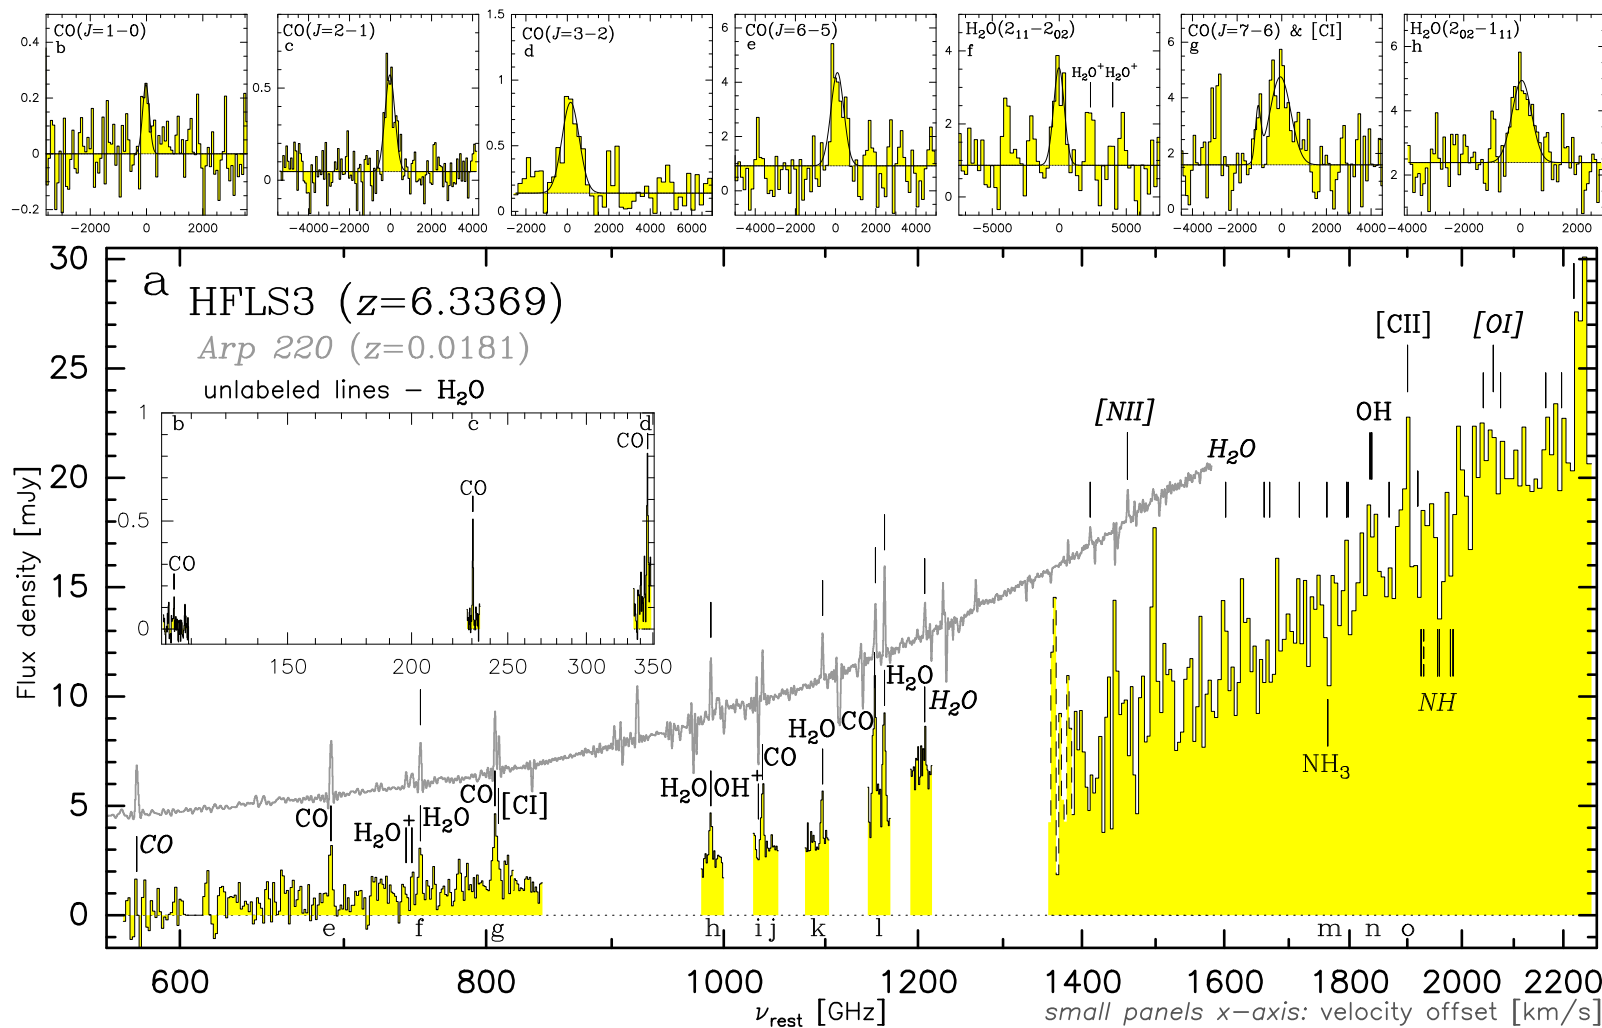 CO(J=1−0)
b
0.4
0.2
0
−0.2
−2000 0 2000
CO(J=2−1)
c
0.5
0
−4000 −2000 0 2000 4000
CO(J=3−2)
d
1.5
1
0.5
0
−2000 0 2000 4000 6000
CO(J=6−5)
e
6
4
2
0
−4000 −2000 0 2000 4000
H₂O(2₁₁−2₀₂)
f
H₂O⁺H₂O⁺
4
2
0
−5000 0 5000
CO(J=7−6) & [CI]
g
6
4
2
0
−4000 −2000 0 2000 4000
H₂O(2₀₂−1₁₁)
h
6
4
2
−2000 0 2000
a
HFLS3 (z=6.3369)
Arp 220 (z=0.0181)
unlabeled lines − H₂O
1
0.5
0
b c d
CO CO CO
150 200 250 300 350
Flux density [mJy]
30
25
20
15
10
5
0
[CII] [OI]
[NII] OH
H₂O
H₂O
H₂O
H₂O CO
NH
NH₃
H₂O OH⁺ CO
CO [CI]
CO H₂O⁺ H₂O
CO
e f g h i j k l m n o
600 800 1000 1200 1400 1600 1800 2000 2200
ν_rest [GHz]
small panels x−axis: velocity offset [km/s]